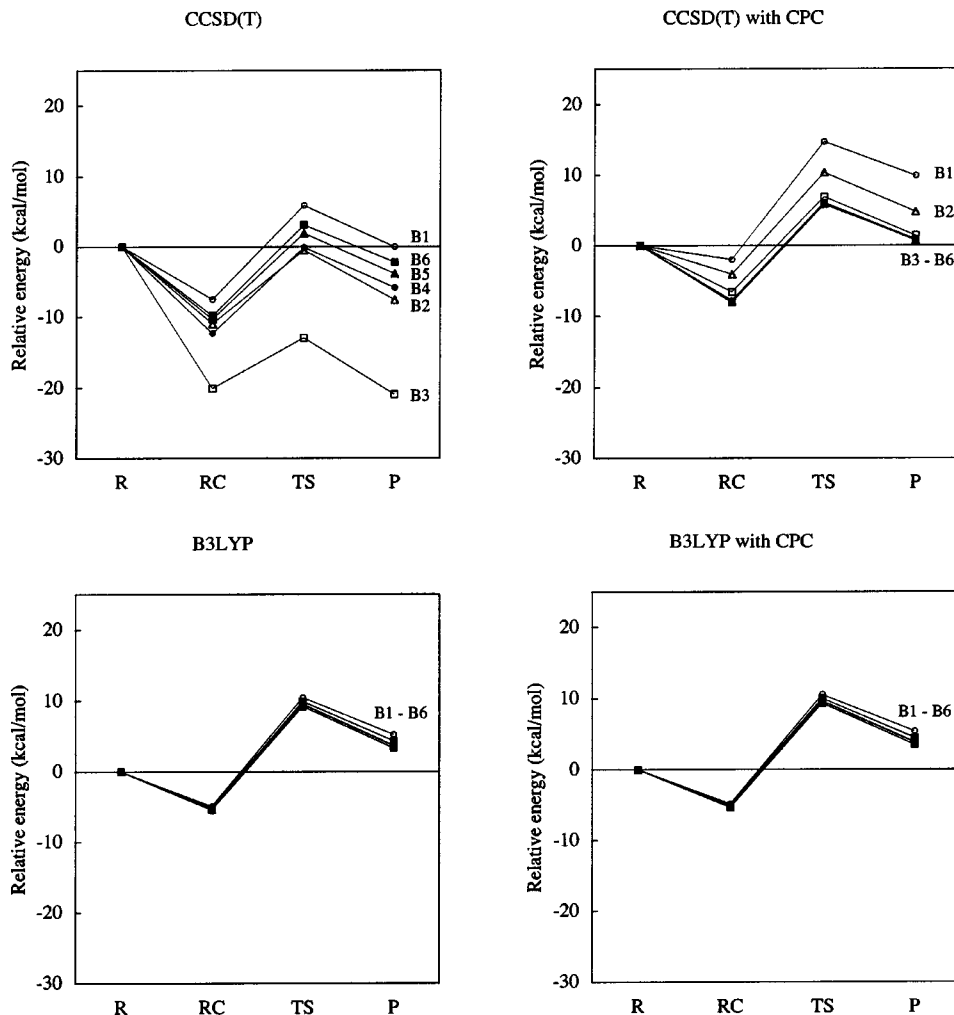 CCSD(T)
20
10
0
-10
-20
-30
Relative energy (kcal/mol)
B1
B6
B5
B4
B2
B3
R RC TS P
CCSD(T) with CPC
20
10
0
-10
-20
-30
Relative energy (kcal/mol)
B1
B2
B3 - B6
R RC TS P
B3LYP
20
10
0
-10
-20
-30
Relative energy (kcal/mol)
B1 - B6
R RC TS P
B3LYP with CPC
20
10
0
-10
-20
-30
Relative energy (kcal/mol)
B1 - B6
R RC TS P